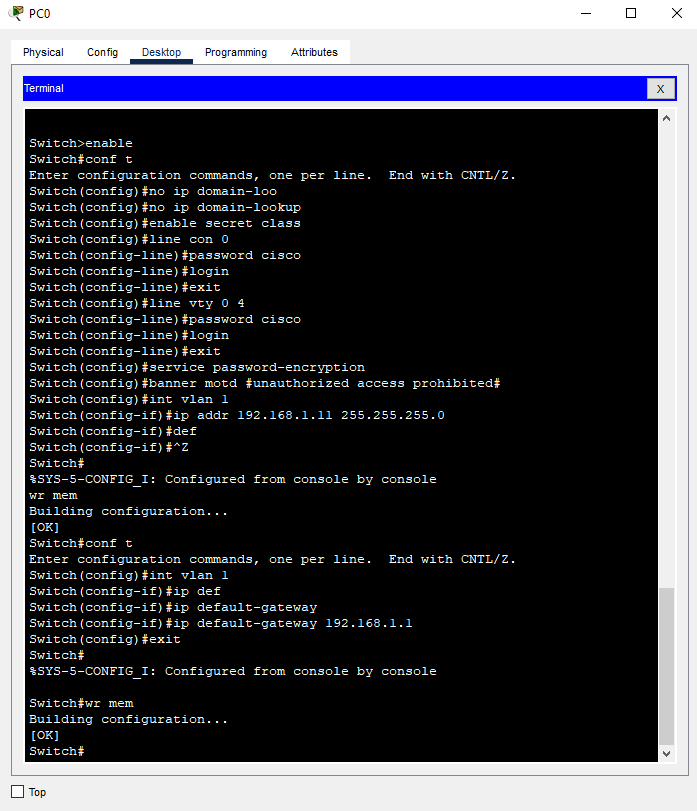 PC0
Physical Config Desktop Programming Attributes
Terminal X
Switch>enable
Switch#conf t
Enter configuration commands, one per line.  End with CNTL/Z.
Switch(config)#no ip domain-loo
Switch(config)#no ip domain-lookup
Switch(config)#enable secret class
Switch(config)#line con 0
Switch(config-line)#password cisco
Switch(config-line)#login
Switch(config-line)#exit
Switch(config)#line vty 0 4
Switch(config-line)#password cisco
Switch(config-line)#login
Switch(config-line)#exit
Switch(config)#service password-encryption
Switch(config)#banner motd #unauthorized access prohibited#
Switch(config)#int vlan 1
Switch(config-if)#ip addr 192.168.1.11 255.255.255.0
Switch(config-if)#def
Switch(config-if)#^Z
Switch#
%SYS-5-CONFIG_I: Configured from console by console
wr mem
Building configuration...
[OK]
Switch#conf t
Enter configuration commands, one per line.  End with CNTL/Z.
Switch(config)#int vlan 1
Switch(config-if)#ip def
Switch(config-if)#ip default-gateway
Switch(config-if)#ip default-gateway 192.168.1.1
Switch(config)#exit
Switch#
%SYS-5-CONFIG_I: Configured from console by console
Switch#wr mem
Building configuration...
[OK]
Switch#
Top